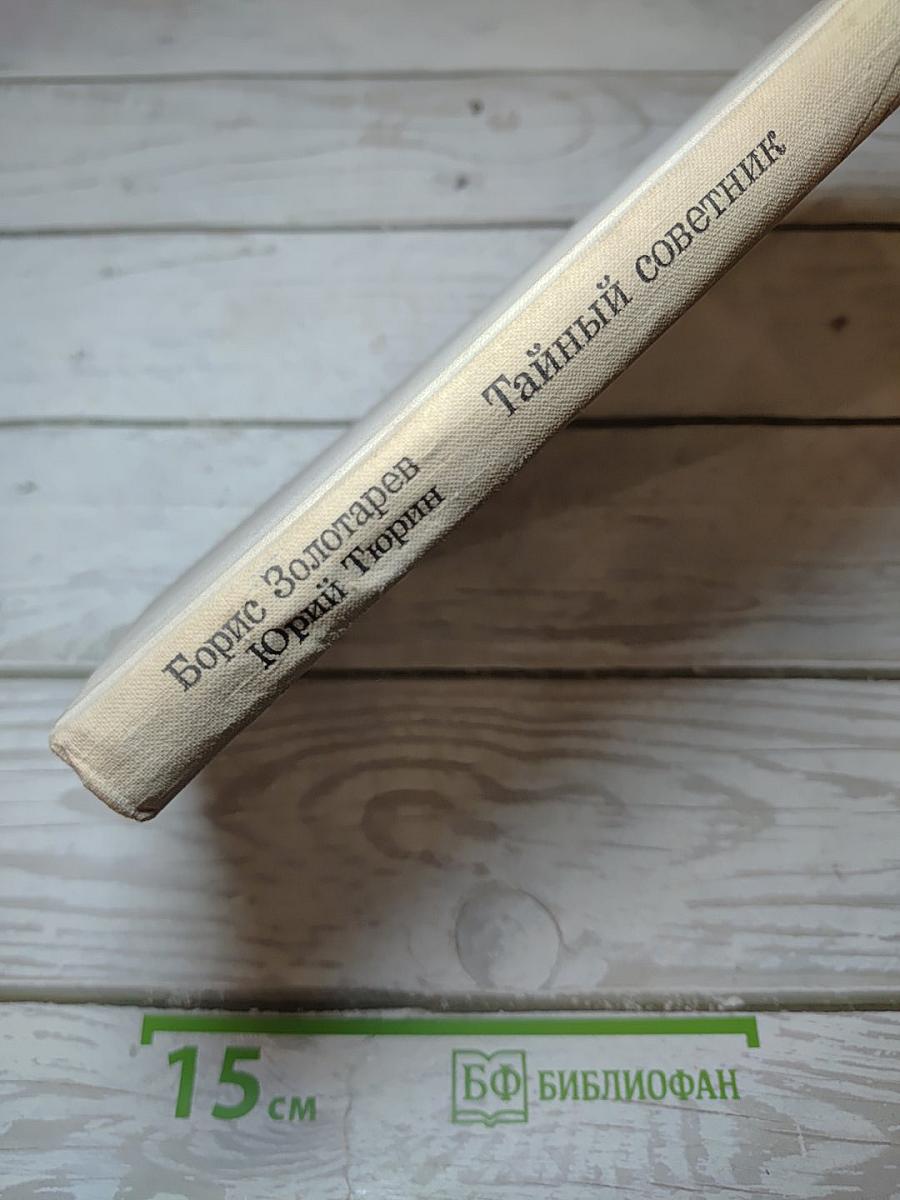 Борис Золотарев
Юрий Тюрин
Тайный советник
15 см
БФ БИБЛИОФАН